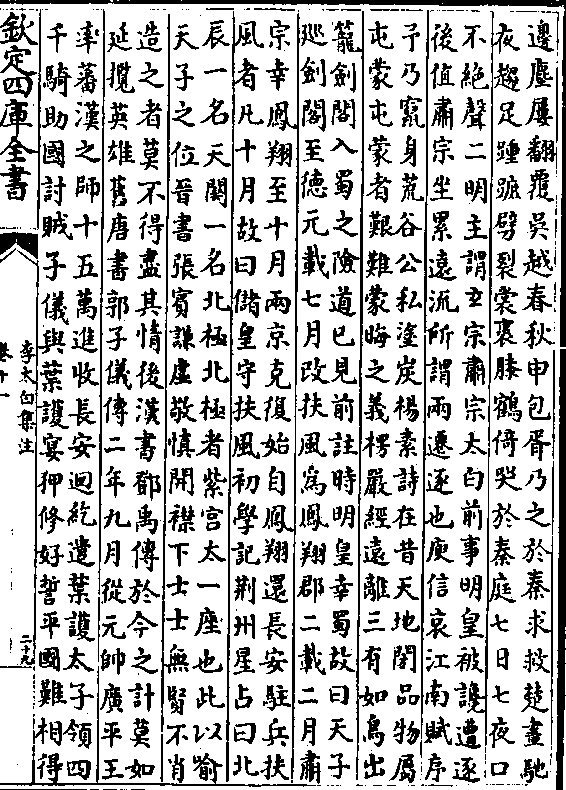 邊塵屢翻覆吳越春秋申包胥乃之於秦求救楚晝馳
夜趨足踵蹠劈裂裳裹膝鶴倚哭於秦庭七日七夜口
不絕聲二明主謂玄宗肅宗太白前事明皇被讒遭逐
後值肅宗坐累遠流所謂兩遷逐也庾信哀江南賦序
予乃竄身荒谷公私塗炭楊素詩在昔天地閉品物屬
屯蒙屯蒙者艱難蒙晦之義楞嚴經遠離三有如鳥出
籠劍閣入蜀之險道已見前註時明皇幸蜀故曰天子
廵劍閣至德元載七月改扶風為鳳翔郡二載二月肅
宗幸鳳翔至十月兩京克復始自鳳翔還長安駐兵扶
風者凡十月故曰儲皇守扶風初學記荆州星占曰北
辰一名天關一名北極北極者紫宮太一座也此以喻
天子之位晉書張賓謙虛敬慎開襟下士士無賢不肖
造之者莫不得盡其情後漢書鄧禹傳於今之計莫如
延攬英雄舊唐書郭子儀傳二年九月從元帥廣平王
率蕃漢之師十五萬進收長安迴紇遣葉護太子領四
千騎助國討賊子儀與葉護宴狎修好誓平國難相得
欽定四庫全書
李太白集注
卷十一
二十九